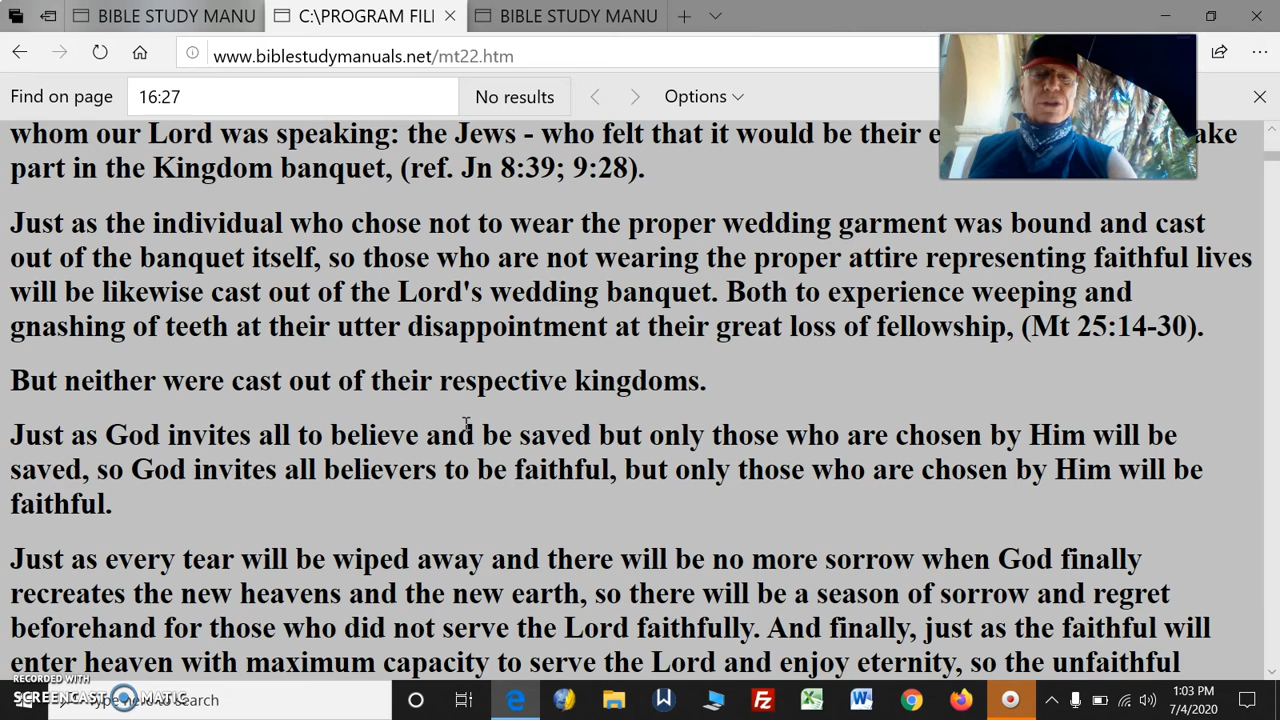 BIBLE STUDY MANU
C:\PROGRAM FILI
BIBLE STUDY MANU
www.biblestudymanuals.net/mt22.htm
Find on page
16:27
No results
Options
whom our Lord was speaking: the Jews - who felt that it would be their e
ake
part in the Kingdom banquet, (ref. Jn 8:39; 9:28).
Just as the individual who chose not to wear the proper wedding garment was bound and cast
out of the banquet itself, so those who are not wearing the proper attire representing faithful lives
will be likewise cast out of the Lord's wedding banquet. Both to experience weeping and
gnashing of teeth at their utter disappointment at their great loss of fellowship, (Mt 25:14-30).
But neither were cast out of their respective kingdoms.
Just as God invites all to believe and be saved but only those who are chosen by Him will be
saved, so God invites all believers to be faithful, but only those who are chosen by Him will be
faithful.
Just as every tear will be wiped away and there will be no more sorrow when God finally
recreates the new heavens and the new earth, so there will be a season of sorrow and regret
beforehand for those who did not serve the Lord faithfully. And finally, just as the faithful will
enter heaven with maximum capacity to serve the Lord and enjoy eternity, so the unfaithful
RECORDED WITH
SCREENCAST MATIC
Type here to search
1:03 PM
7/4/2020